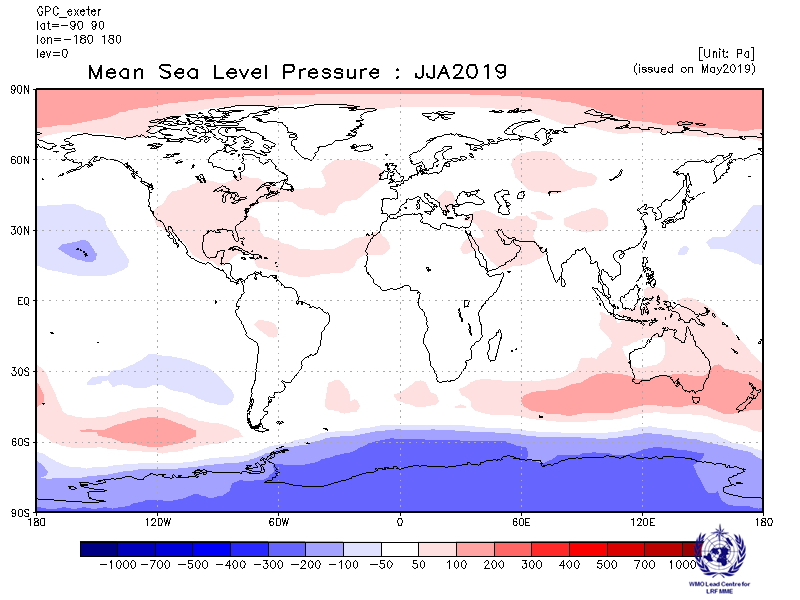 GPC_exeter
lat=-90 90
lon=-180 180
lev=0
[Unit: Pa]
Mean Sea Level Pressure : JJA2019
(issued on May2019)
90N
60N
30N
EQ
30S
60S
90S
180 120W 60W 0 60E 120E 180
-1000 -700 -500 -400 -300 -200 -100 -50 50 100 200 300 400 500 700 1000
WMO Lead Centre for
LRF MME